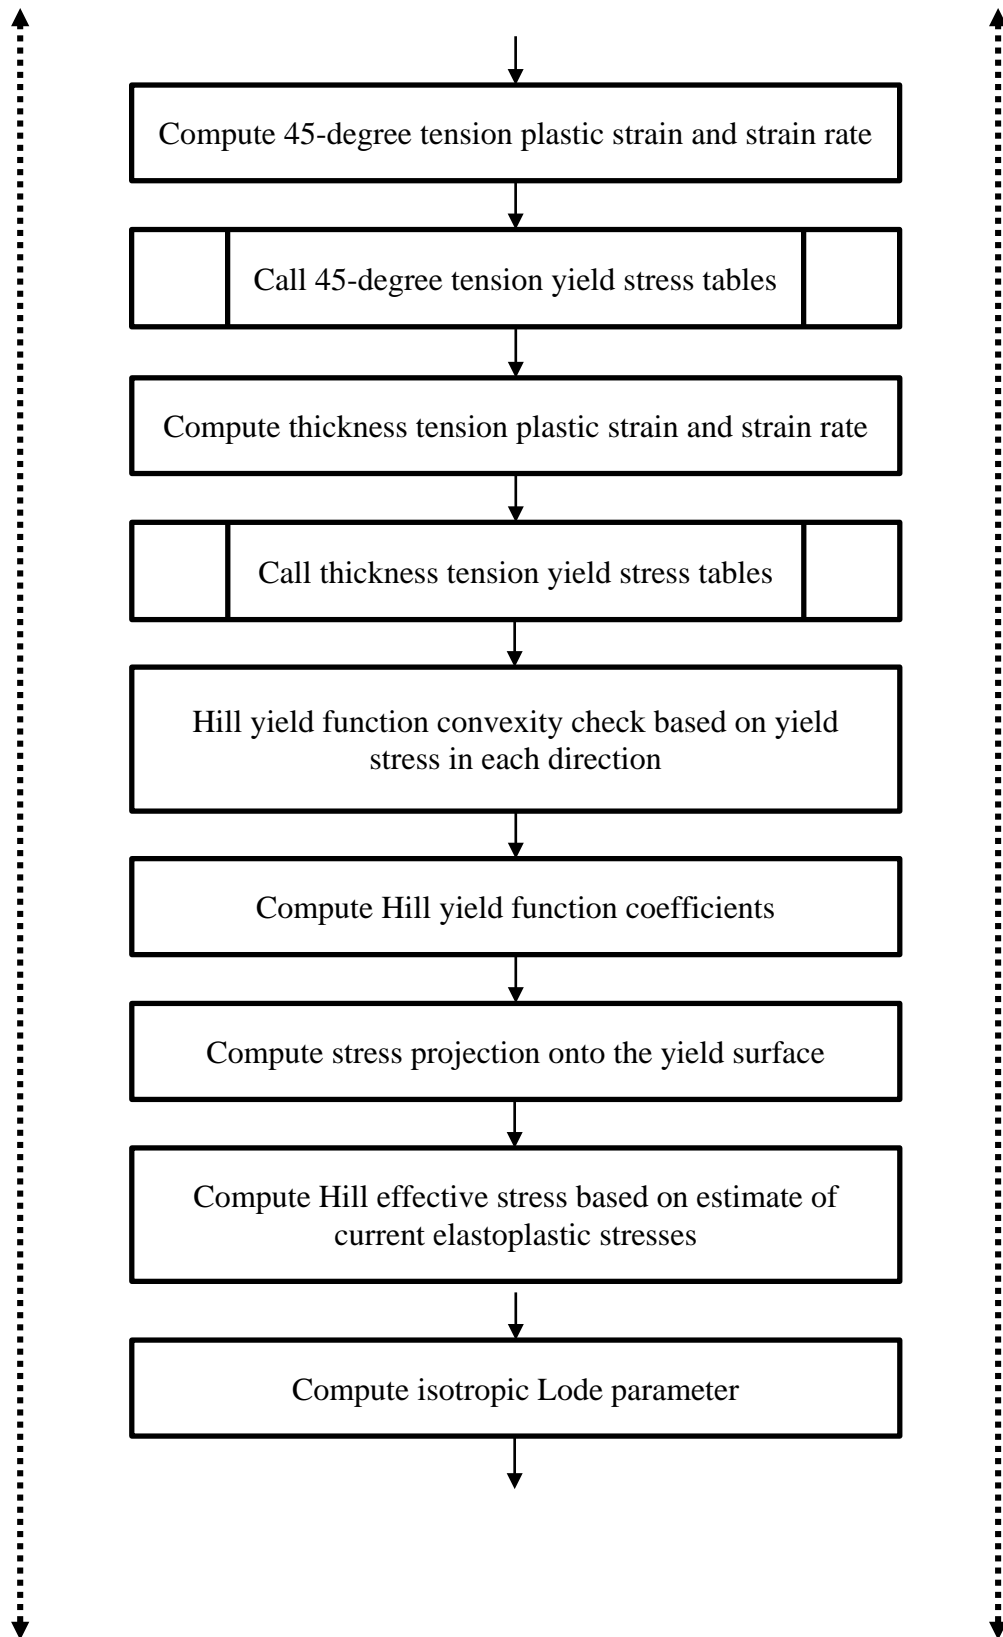 Compute 45-degree tension plastic strain and strain rate
Call 45-degree tension yield stress tables
Compute thickness tension plastic strain and strain rate
Call thickness tension yield stress tables
Hill yield function convexity check based on yield
stress in each direction
Compute Hill yield function coefficients
Compute stress projection onto the yield surface
Compute Hill effective stress based on estimate of
current elastoplastic stresses
Compute isotropic Lode parameter